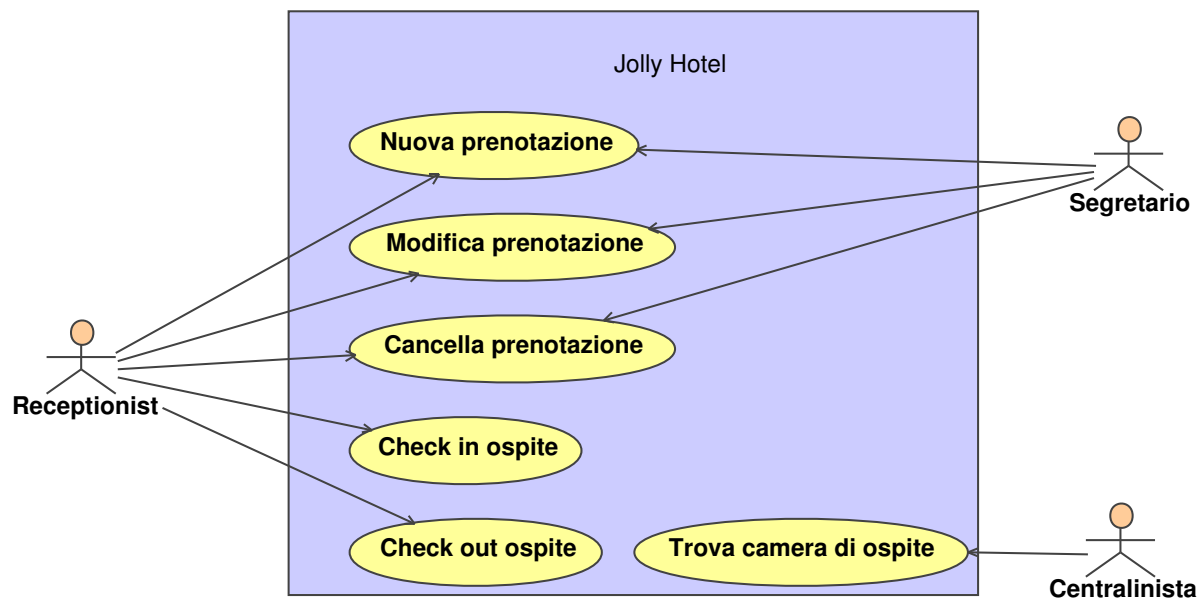 Jolly Hotel
Nuova prenotazione
Segretario
Modifica prenotazione
Cancella prenotazione
Receptionist
Check in ospite
Check out ospite
Trova camera di ospite
Centralinista